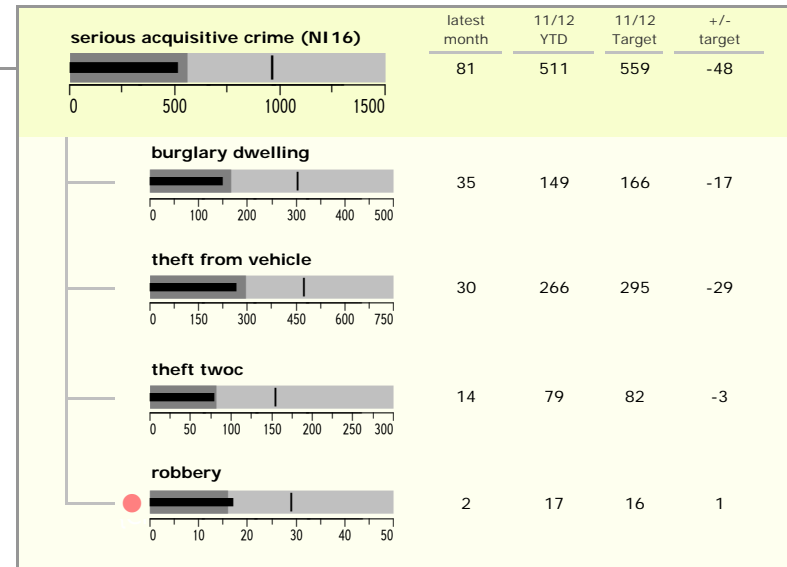 latest 11/12 11/12 +/-
serious acquisitive crime (NI16) month YTD Target target
81 511 559 -48
0 500 1000 1500
burglary dwelling
35 149 166 -17
0 100 200 300 400 500
theft from vehicle
30 266 295 -29
0 150 300 450 600 750
theft twoc
14 79 82 -3
0 50 100 150 200 250 300
robbery
2 17 16 1
0 10 20 30 40 50